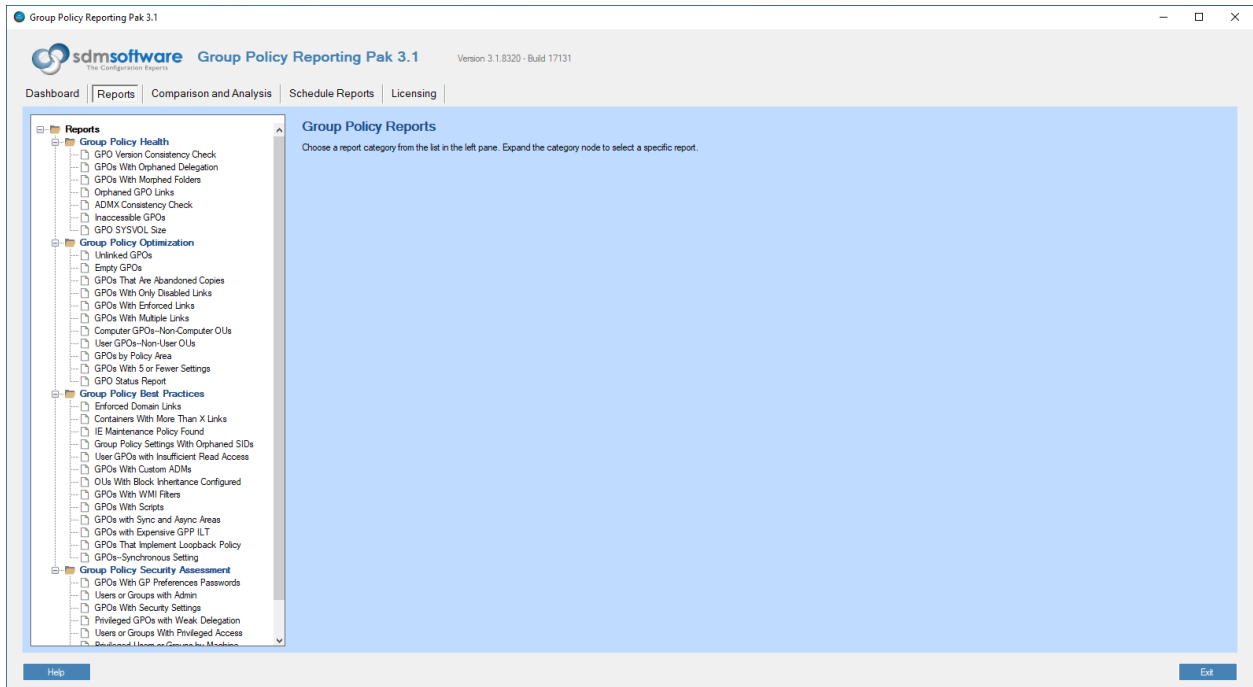 Group Policy Reporting Pak 3.1
sdmsoftware
The Configuration Experts
Group Policy Reporting Pak 3.1
Version 3.1.8320 - Build 17131
Dashboard
Reports
Comparison and Analysis
Schedule Reports
Licensing
Reports
Group Policy Health
GPO Version Consistency Check
GPOs With Orphaned Delegation
GPOs With Morphed Folders
Orphaned GPO Links
ADMX Consistency Check
Inaccessible GPOs
GPO SYSVOL Size
Group Policy Optimization
Unlinked GPOs
Empty GPOs
GPOs That Are Abandoned Copies
GPOs With Only Disabled Links
GPOs With Enforced Links
GPOs With Multiple Links
Computer GPOs--Non-Computer OUs
User GPOs--Non-User OUs
GPOs by Policy Area
GPOs With 5 or Fewer Settings
GPO Status Report
Group Policy Best Practices
Enforced Domain Links
Containers With More Than X Links
IE Maintenance Policy Found
Group Policy Settings With Orphaned SIDs
User GPOs with Insufficient Read Access
GPOs With Custom ADMs
OUs With Block Inheritance Configured
GPOs With WMI Filters
GPOs With Scripts
GPOs with Sync and Async Areas
GPOs with Expensive GPP ILT
GPOs That Implement Loopback Policy
GPOs--Synchronous Setting
Group Policy Security Assessment
GPOs With GP Preferences Passwords
Users or Groups with Admin
GPOs With Security Settings
Privileged GPOs with Weak Delegation
Users or Groups With Privileged Access
Privileged Users or Groups by Machine
Group Policy Reports
Choose a report category from the list in the left pane. Expand the category node to select a specific report.
Help
Exit